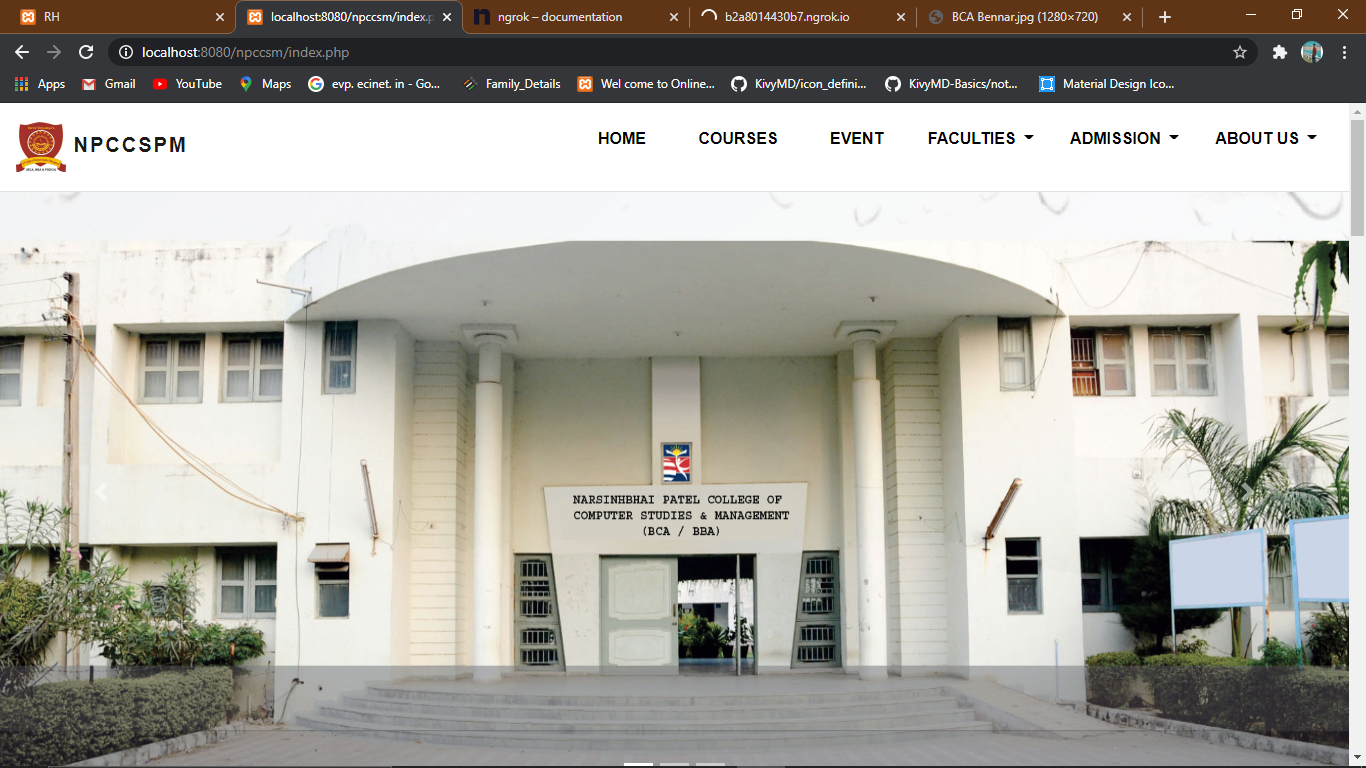 RH
localhost:8080/npccsm/index.p
ngrok – documentation
b2a8014430b7.ngrok.io
BCA Bennar.jpg (1280×720)
localhost:8080/npccsm/index.php
Apps
Gmail
YouTube
Maps
evp. ecinet. in - Go...
Family_Details
Wel come to Online...
KivyMD/icon_defini...
KivyMD-Basics/not...
Material Design Ico...
NPCCSPM
HOME
COURSES
EVENT
FACULTIES
ADMISSION
ABOUT US
NARSINHBHAI PATEL COLLEGE OF
COMPUTER STUDIES & MANAGEMENT
(BCA / BBA)